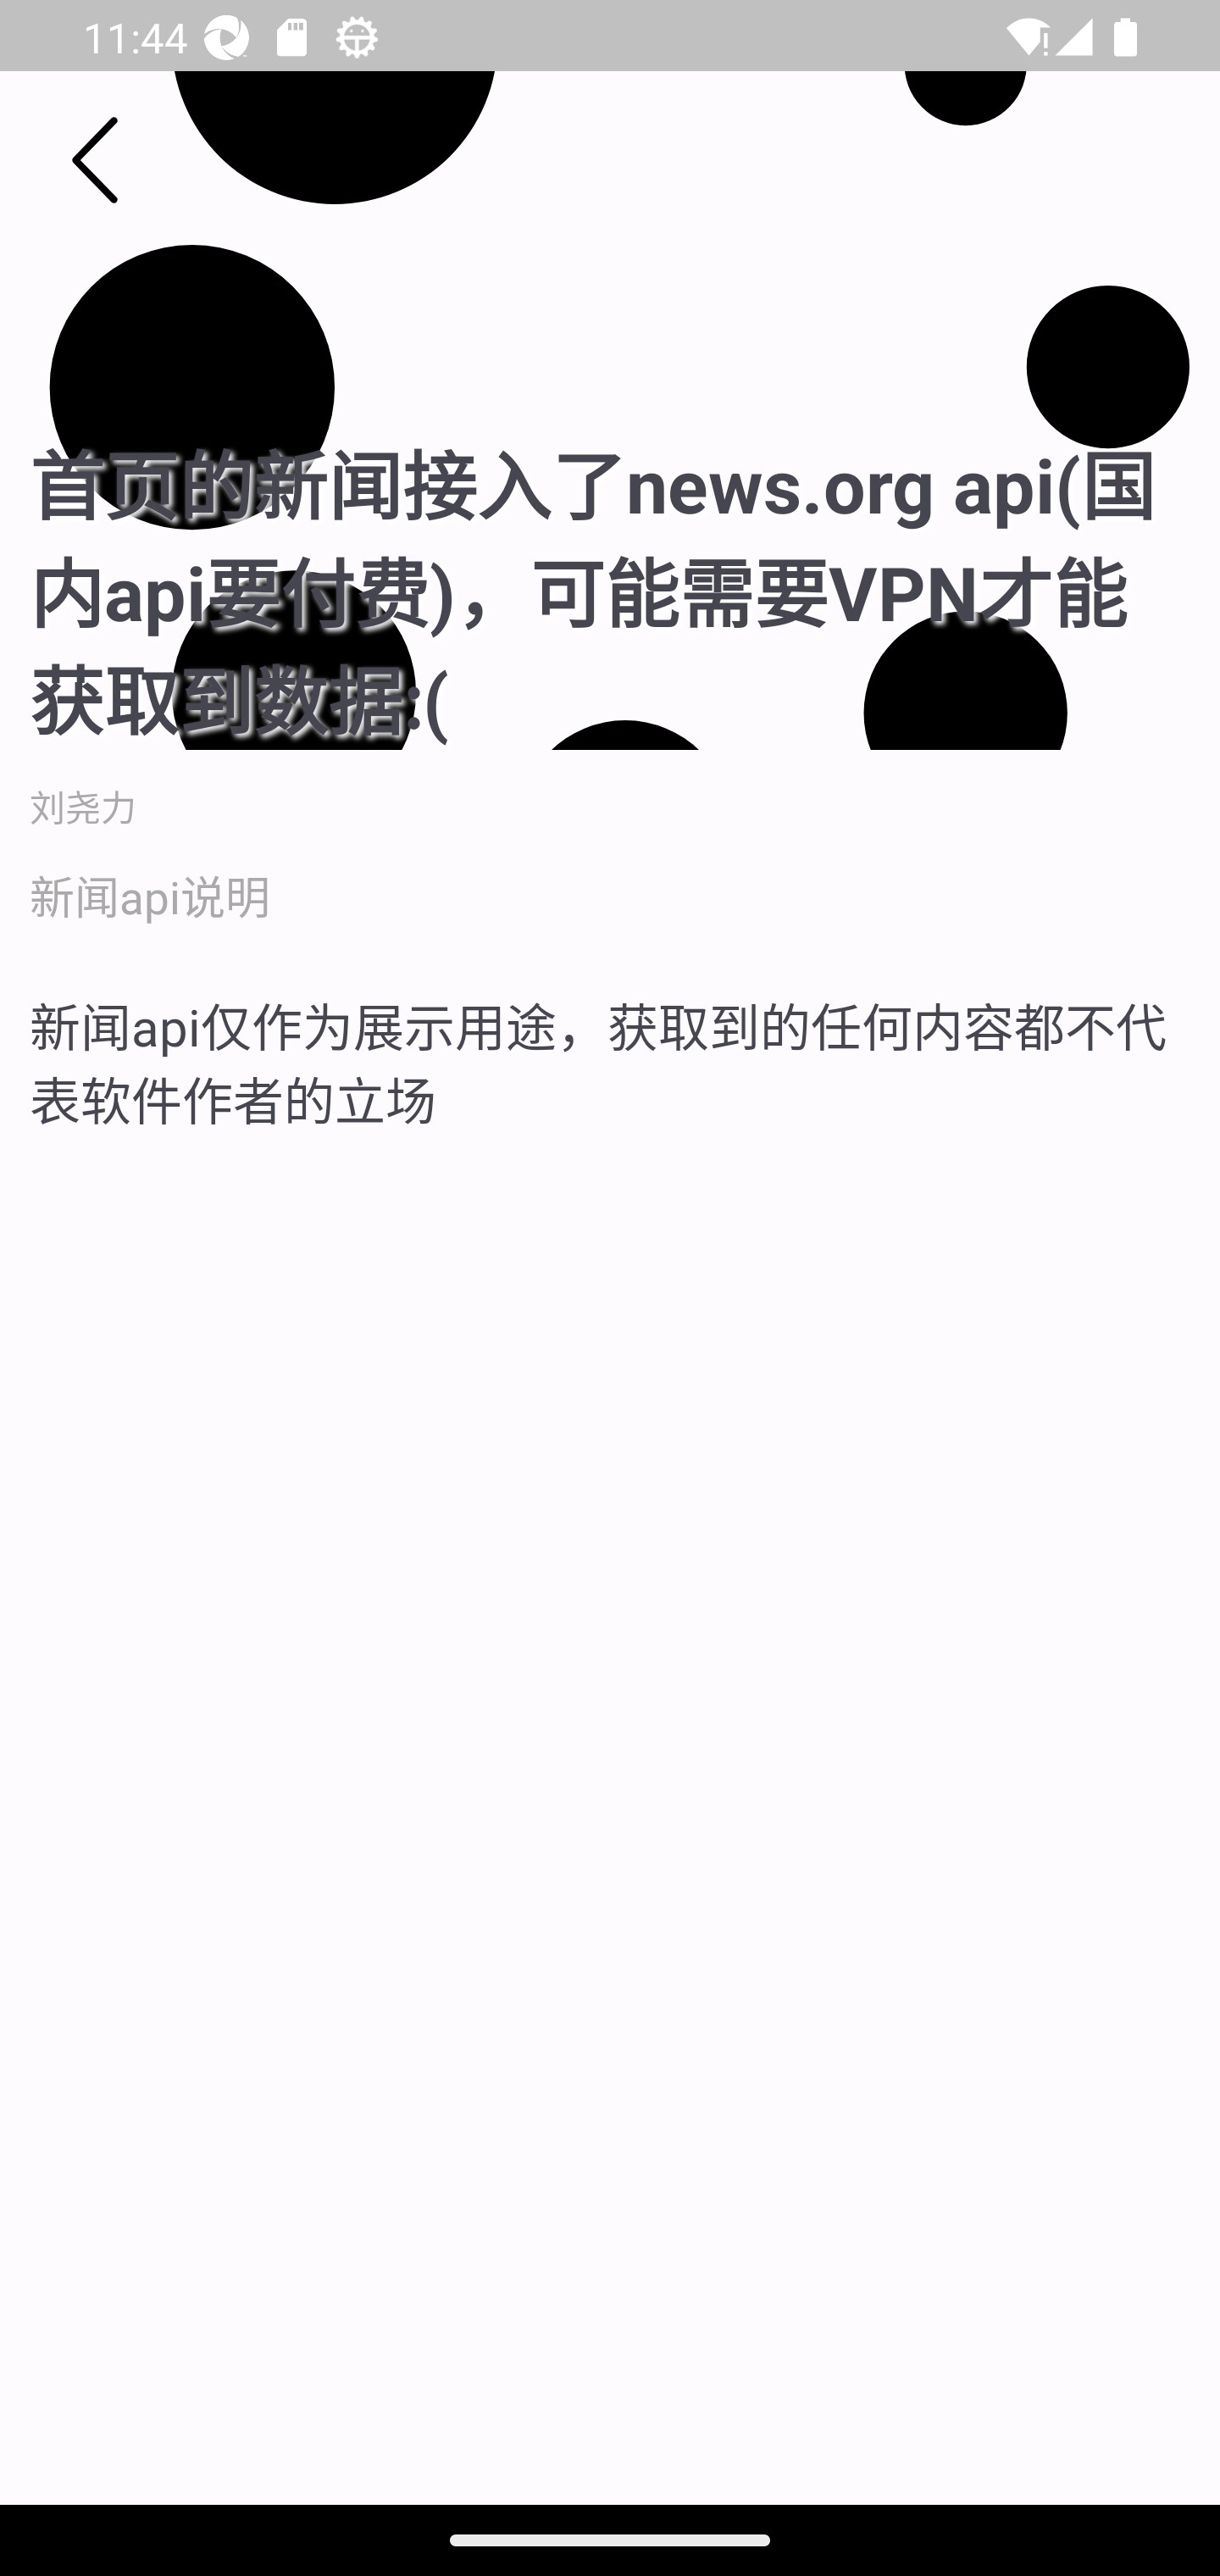 11:44
首页的新闻接入了news.org api(国
内api要付费)，可能需要VPN才能
获取到数据:(
刘尧力
新闻api说明
新闻api仅作为展示用途，获取到的任何内容都不代
表软件作者的立场